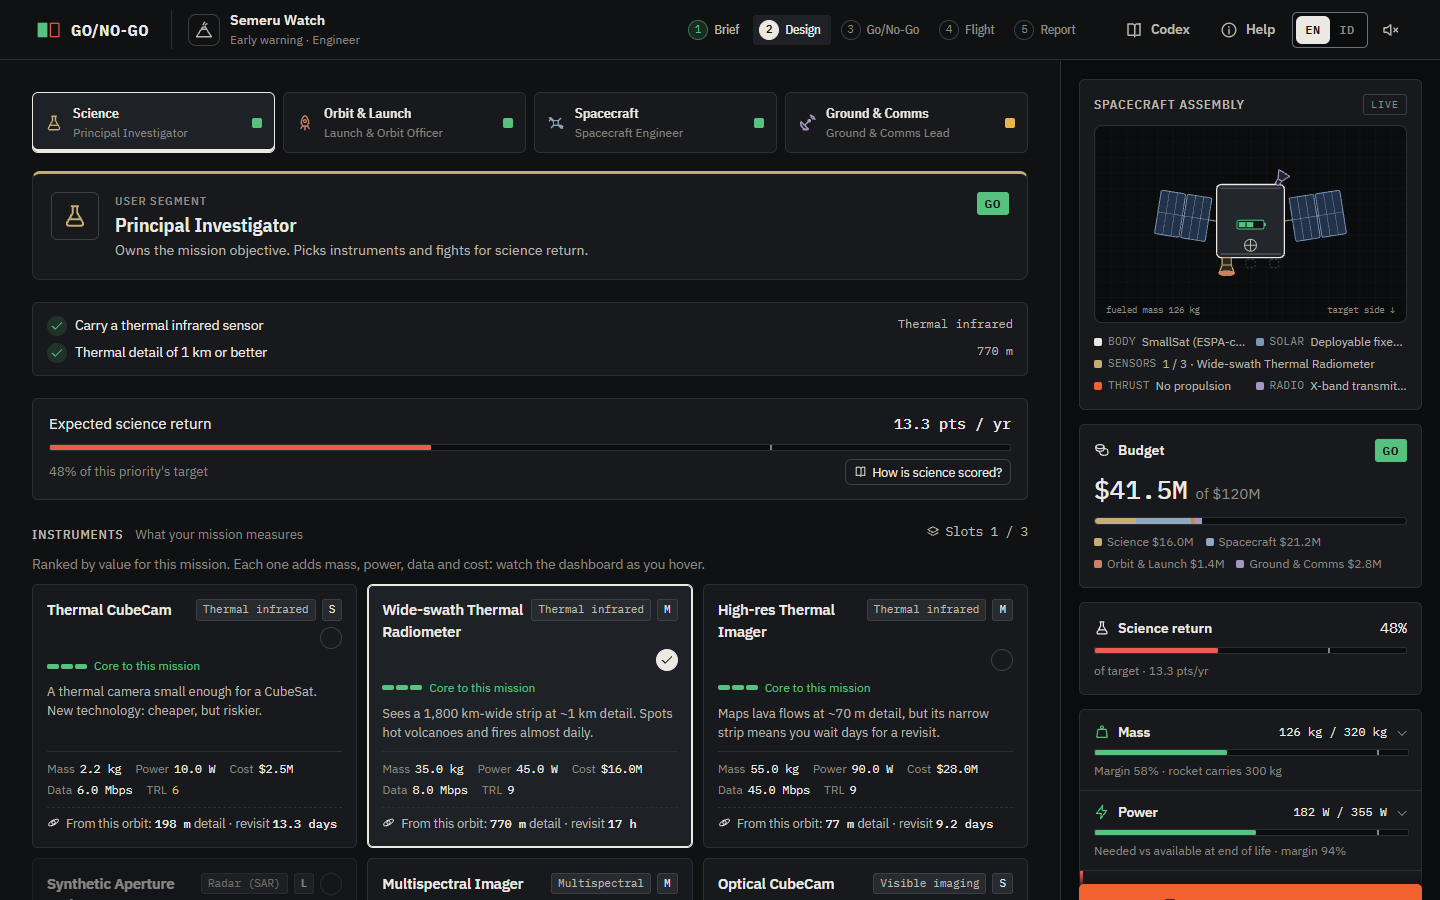 GO/NO-GO
Semeru Watch
Early warning · Engineer
1 Brief
2 Design
3 Go/No-Go
4 Flight
5 Report
Codex
Help
EN
ID
Science
Principal Investigator
Orbit & Launch
Launch & Orbit Officer
Spacecraft
Spacecraft Engineer
Ground & Comms
Ground & Comms Lead
USER SEGMENT
Principal Investigator
Owns the mission objective. Picks instruments and fights for science return.
GO
Carry a thermal infrared sensor
Thermal infrared
Thermal detail of 1 km or better
770 m
Expected science return
13.3 pts / yr
48% of this priority's target
How is science scored?
INSTRUMENTS What your mission measures
Slots 1 / 3
Ranked by value for this mission. Each one adds mass, power, data and cost: watch the dashboard as you hover.
Thermal CubeCam
Thermal infrared
S
Core to this mission
A thermal camera small enough for a CubeSat.
New technology: cheaper, but riskier.
Mass 2.2 kg Power 10.0 W Cost $2.5M
Data 6.0 Mbps TRL 6
From this orbit: 198 m detail · revisit 13.3 days
Wide-swath Thermal
Radiometer
Thermal infrared
M
Core to this mission
Sees a 1,800 km-wide strip at ~1 km detail. Spots
hot volcanoes and fires almost daily.
Mass 35.0 kg Power 45.0 W Cost $16.0M
Data 8.0 Mbps TRL 9
From this orbit: 770 m detail · revisit 17 h
High-res Thermal
Imager
Thermal infrared
M
Core to this mission
Maps lava flows at ~70 m detail, but its narrow
strip means you wait days for a revisit.
Mass 55.0 kg Power 90.0 W Cost $28.0M
Data 45.0 Mbps TRL 9
From this orbit: 77 m detail · revisit 9.2 days
Synthetic Aperture
Radar (SAR)
L
Multispectral Imager
Multispectral
M
Optical CubeCam
Visible imaging
S
SPACECRAFT ASSEMBLY
LIVE
fueled mass 126 kg
target side ↓
BODY SmallSat (ESPA-c...
SOLAR Deployable fixe...
SENSORS 1 / 3 · Wide-swath Thermal Radiometer
THRUST No propulsion
RADIO X-band transmit...
Budget
GO
$41.5M of $120M
Science $16.0M
Spacecraft $21.2M
Orbit & Launch $1.4M
Ground & Comms $2.8M
Science return
48%
of target · 13.3 pts/yr
Mass
126 kg / 320 kg
Margin 58% · rocket carries 300 kg
Power
182 W / 355 W
Needed vs available at end of life · margin 94%